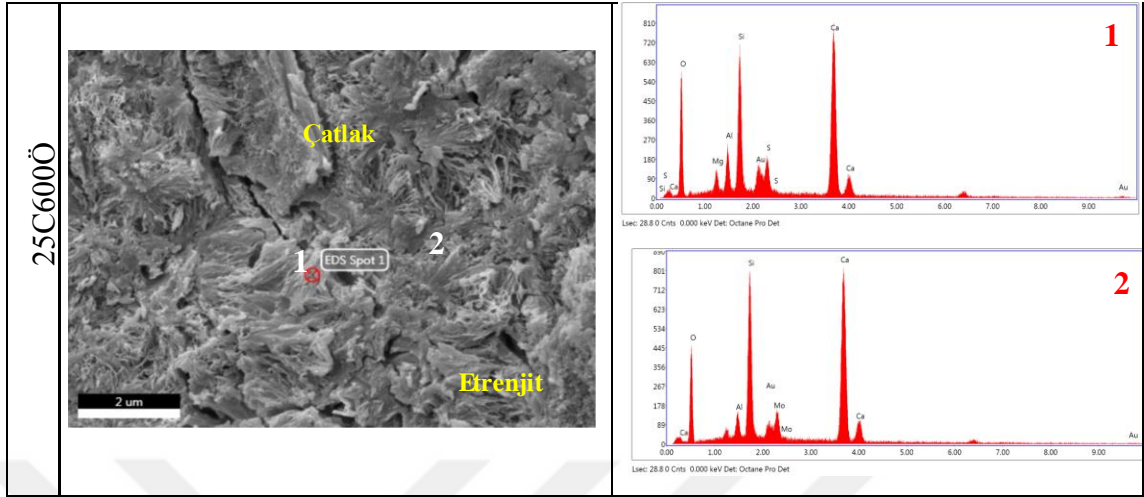 25C600Ö
Çatlak
2
1
EDS Spot 1
Etrenjit
2 um
1
810
720
630
540
450
360
270
180
90
0
O
Si
Ca
Al
Mg
Au
S
S
Ca
S
Si
Ca
Au
0.00 1.00 2.00 3.00 4.00 5.00 6.00 7.00 8.00 9.00
Lsec: 28.8 0 Cnts 0.000 keV Det: Octane Pro Det
2
801
712
623
534
445
356
267
178
89
0
Si
Ca
O
Au
Al
Mo
Mo
Ca
Ca
Au
0.00 1.00 2.00 3.00 4.00 5.00 6.00 7.00 8.00 9.00
Lsec: 28.8 0 Cnts 0.000 keV Det: Octane Pro Det